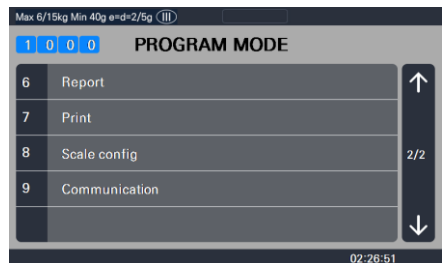 Max 6/15kg Min 40g e=d=2/5g (III)
1 0 0 0 PROGRAM MODE
6 Report
7 Print
8 Scale config
2/2
9 Communication
02:26:51